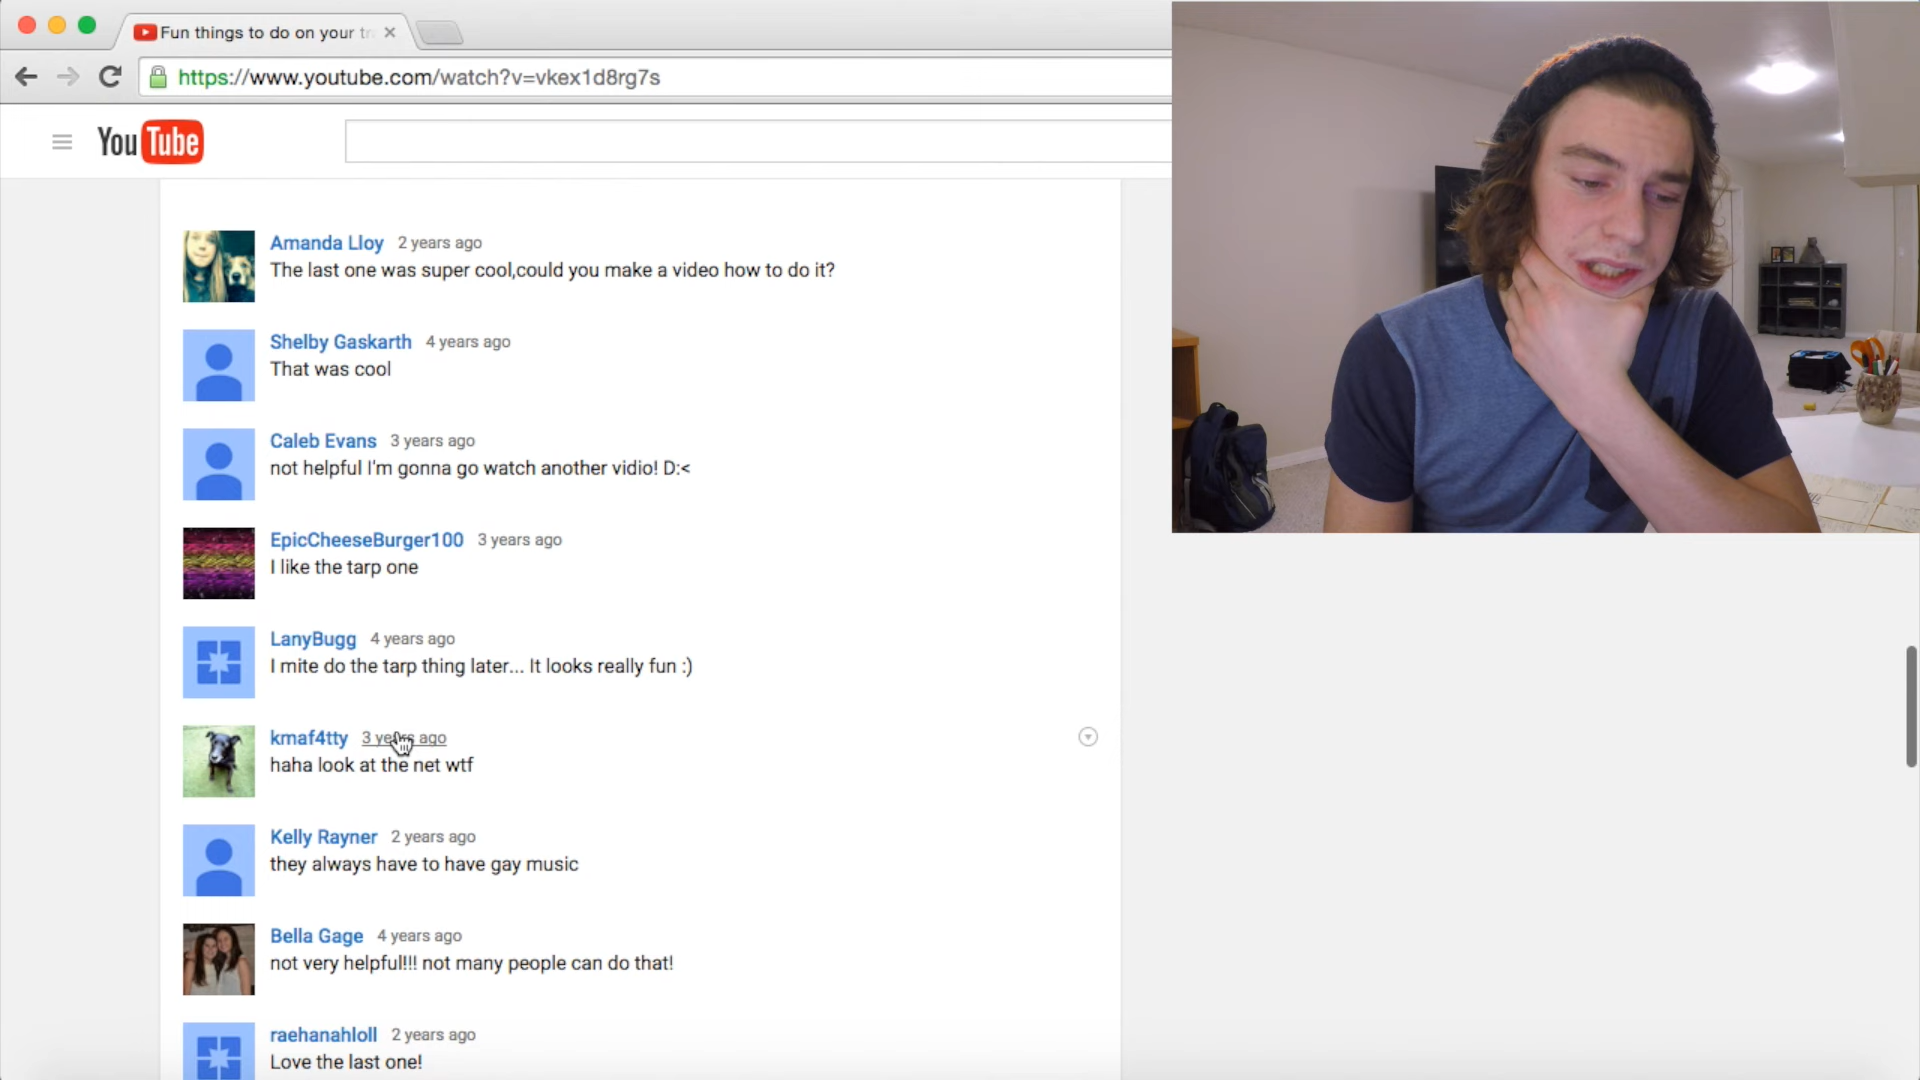 Fun things to do on your tr
https://www.youtube.com/watch?v=vkex1d8rg7s
YouTube
Amanda Lloy 2 years ago
The last one was super cool,could you make a video how to do it?
Shelby Gaskarth 4 years ago
That was cool
Caleb Evans 3 years ago
not helpful I'm gonna go watch another vidio! D:<
EpicCheeseBurger100 3 years ago
I like the tarp one
LanyBugg 4 years ago
I mite do the tarp thing later... It looks really fun :)
kmaf4tty 3 years ago
haha look at the net wtf
Kelly Rayner 2 years ago
they always have to have gay music
Bella Gage 4 years ago
not very helpful!!! not many people can do that!
raehanahloll 2 years ago
Love the last one!